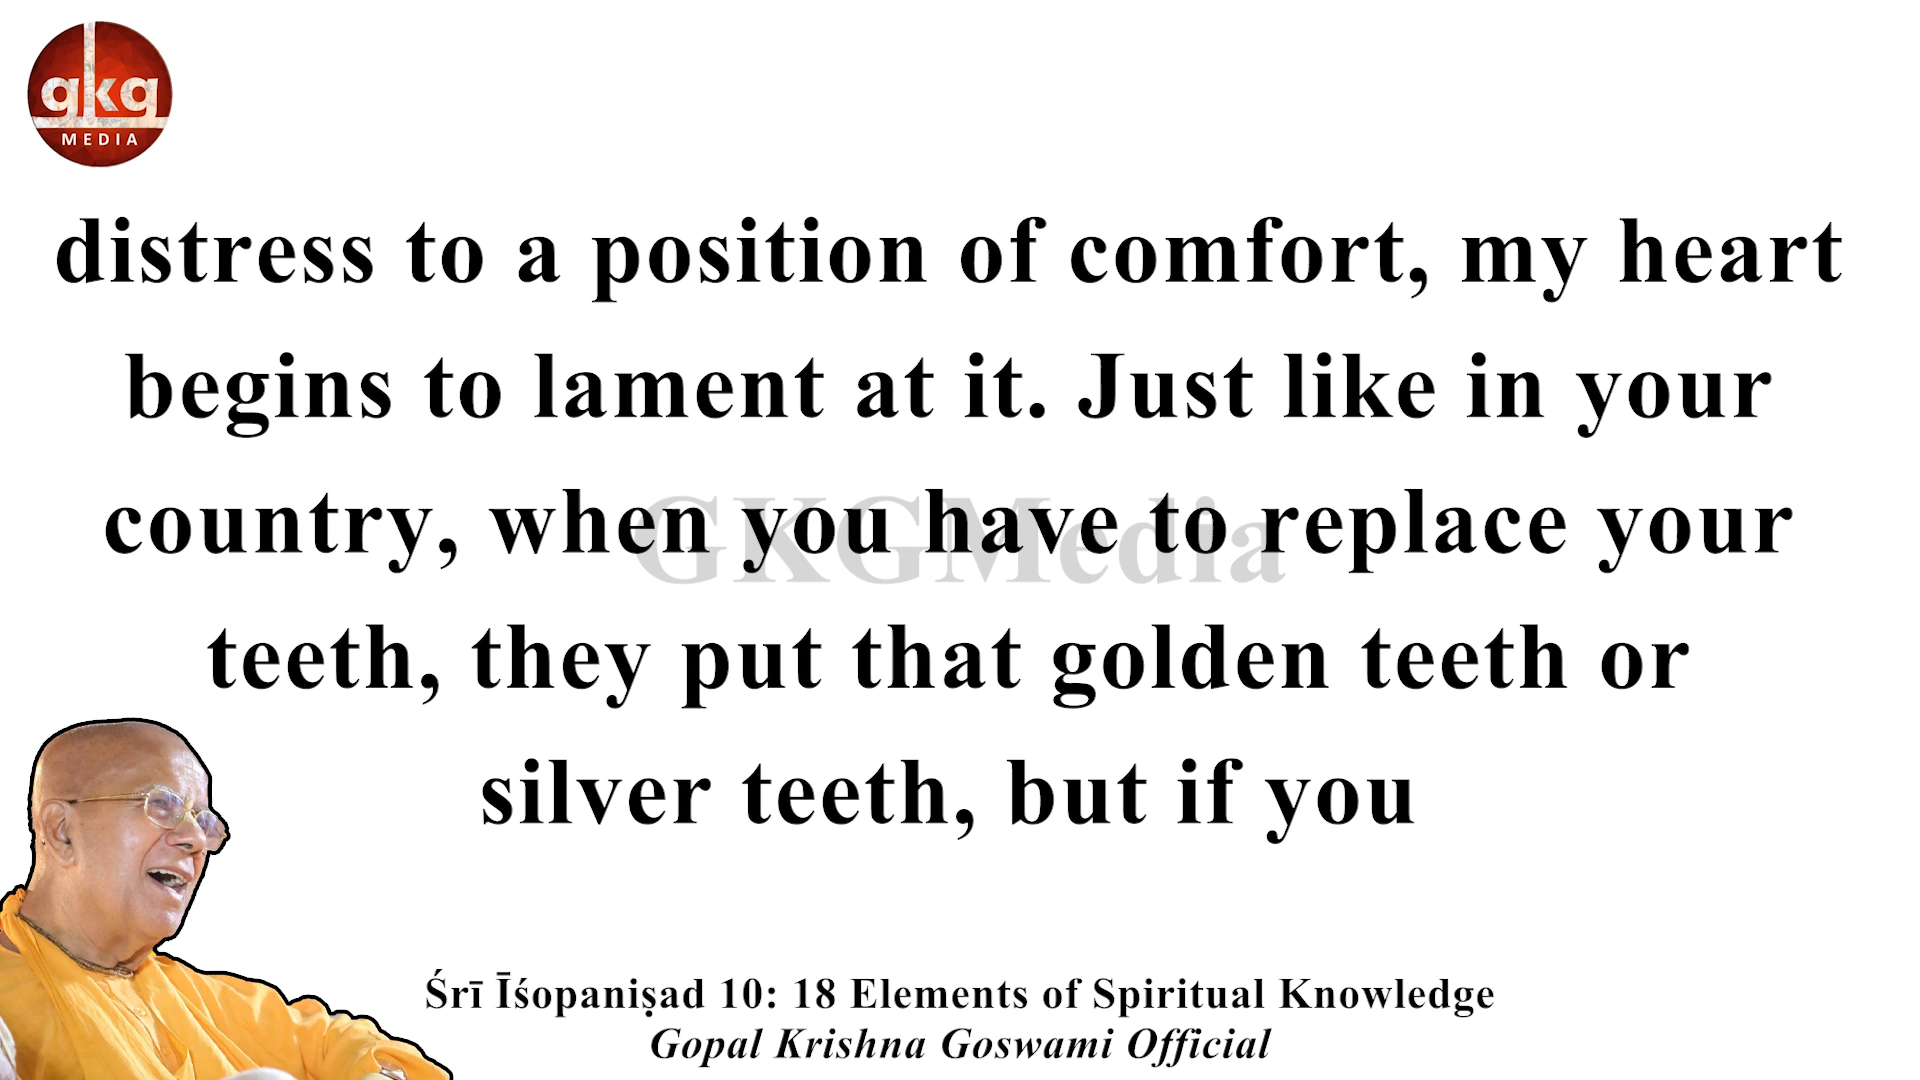 gkg
MEDIA
distress to a position of comfort, my heart
begins to lament at it. Just like in your
country, when you have to replace your
GKGMedia
teeth, they put that golden teeth or
silver teeth, but if you
Śrī Īśopaniṣad 10: 18 Elements of Spiritual Knowledge
Gopal Krishna Goswami Official